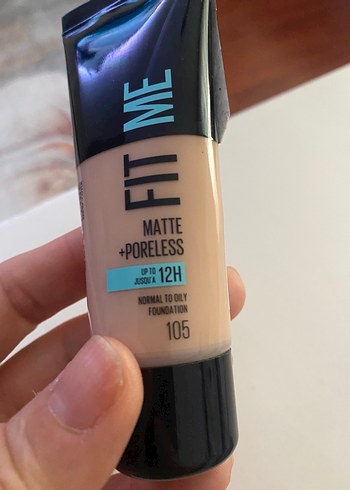 FIT ME
MATTE
+PORELESS
UP TO
JUSQU'À 12H
NORMAL TO OILY
FOUNDATION
105